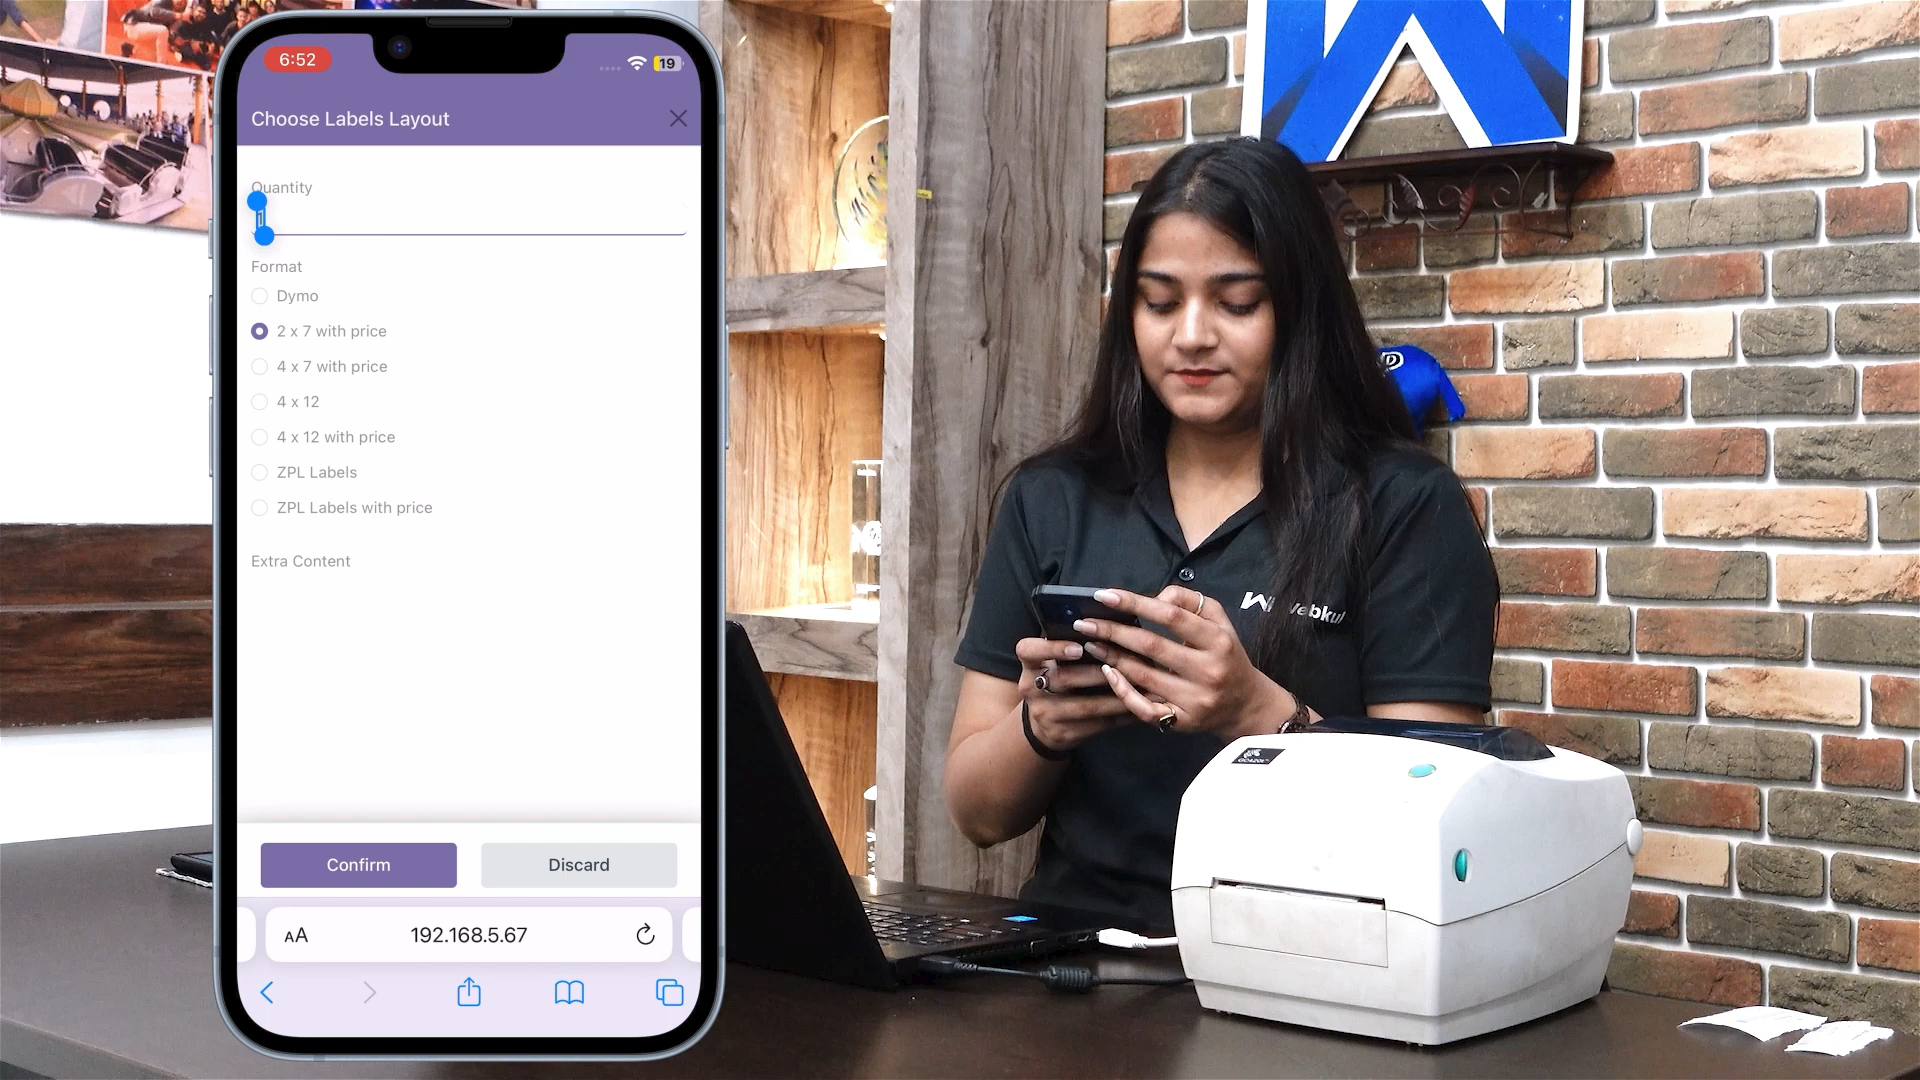 6:52
19
Choose Labels Layout
Quantity
1
Format
Dymo
2 x 7 with price
4 x 7 with price
4 x 12
4 x 12 with price
ZPL Labels
ZPL Labels with price
Extra Content
Confirm
Discard
AA
192.168.5.67
Webkul